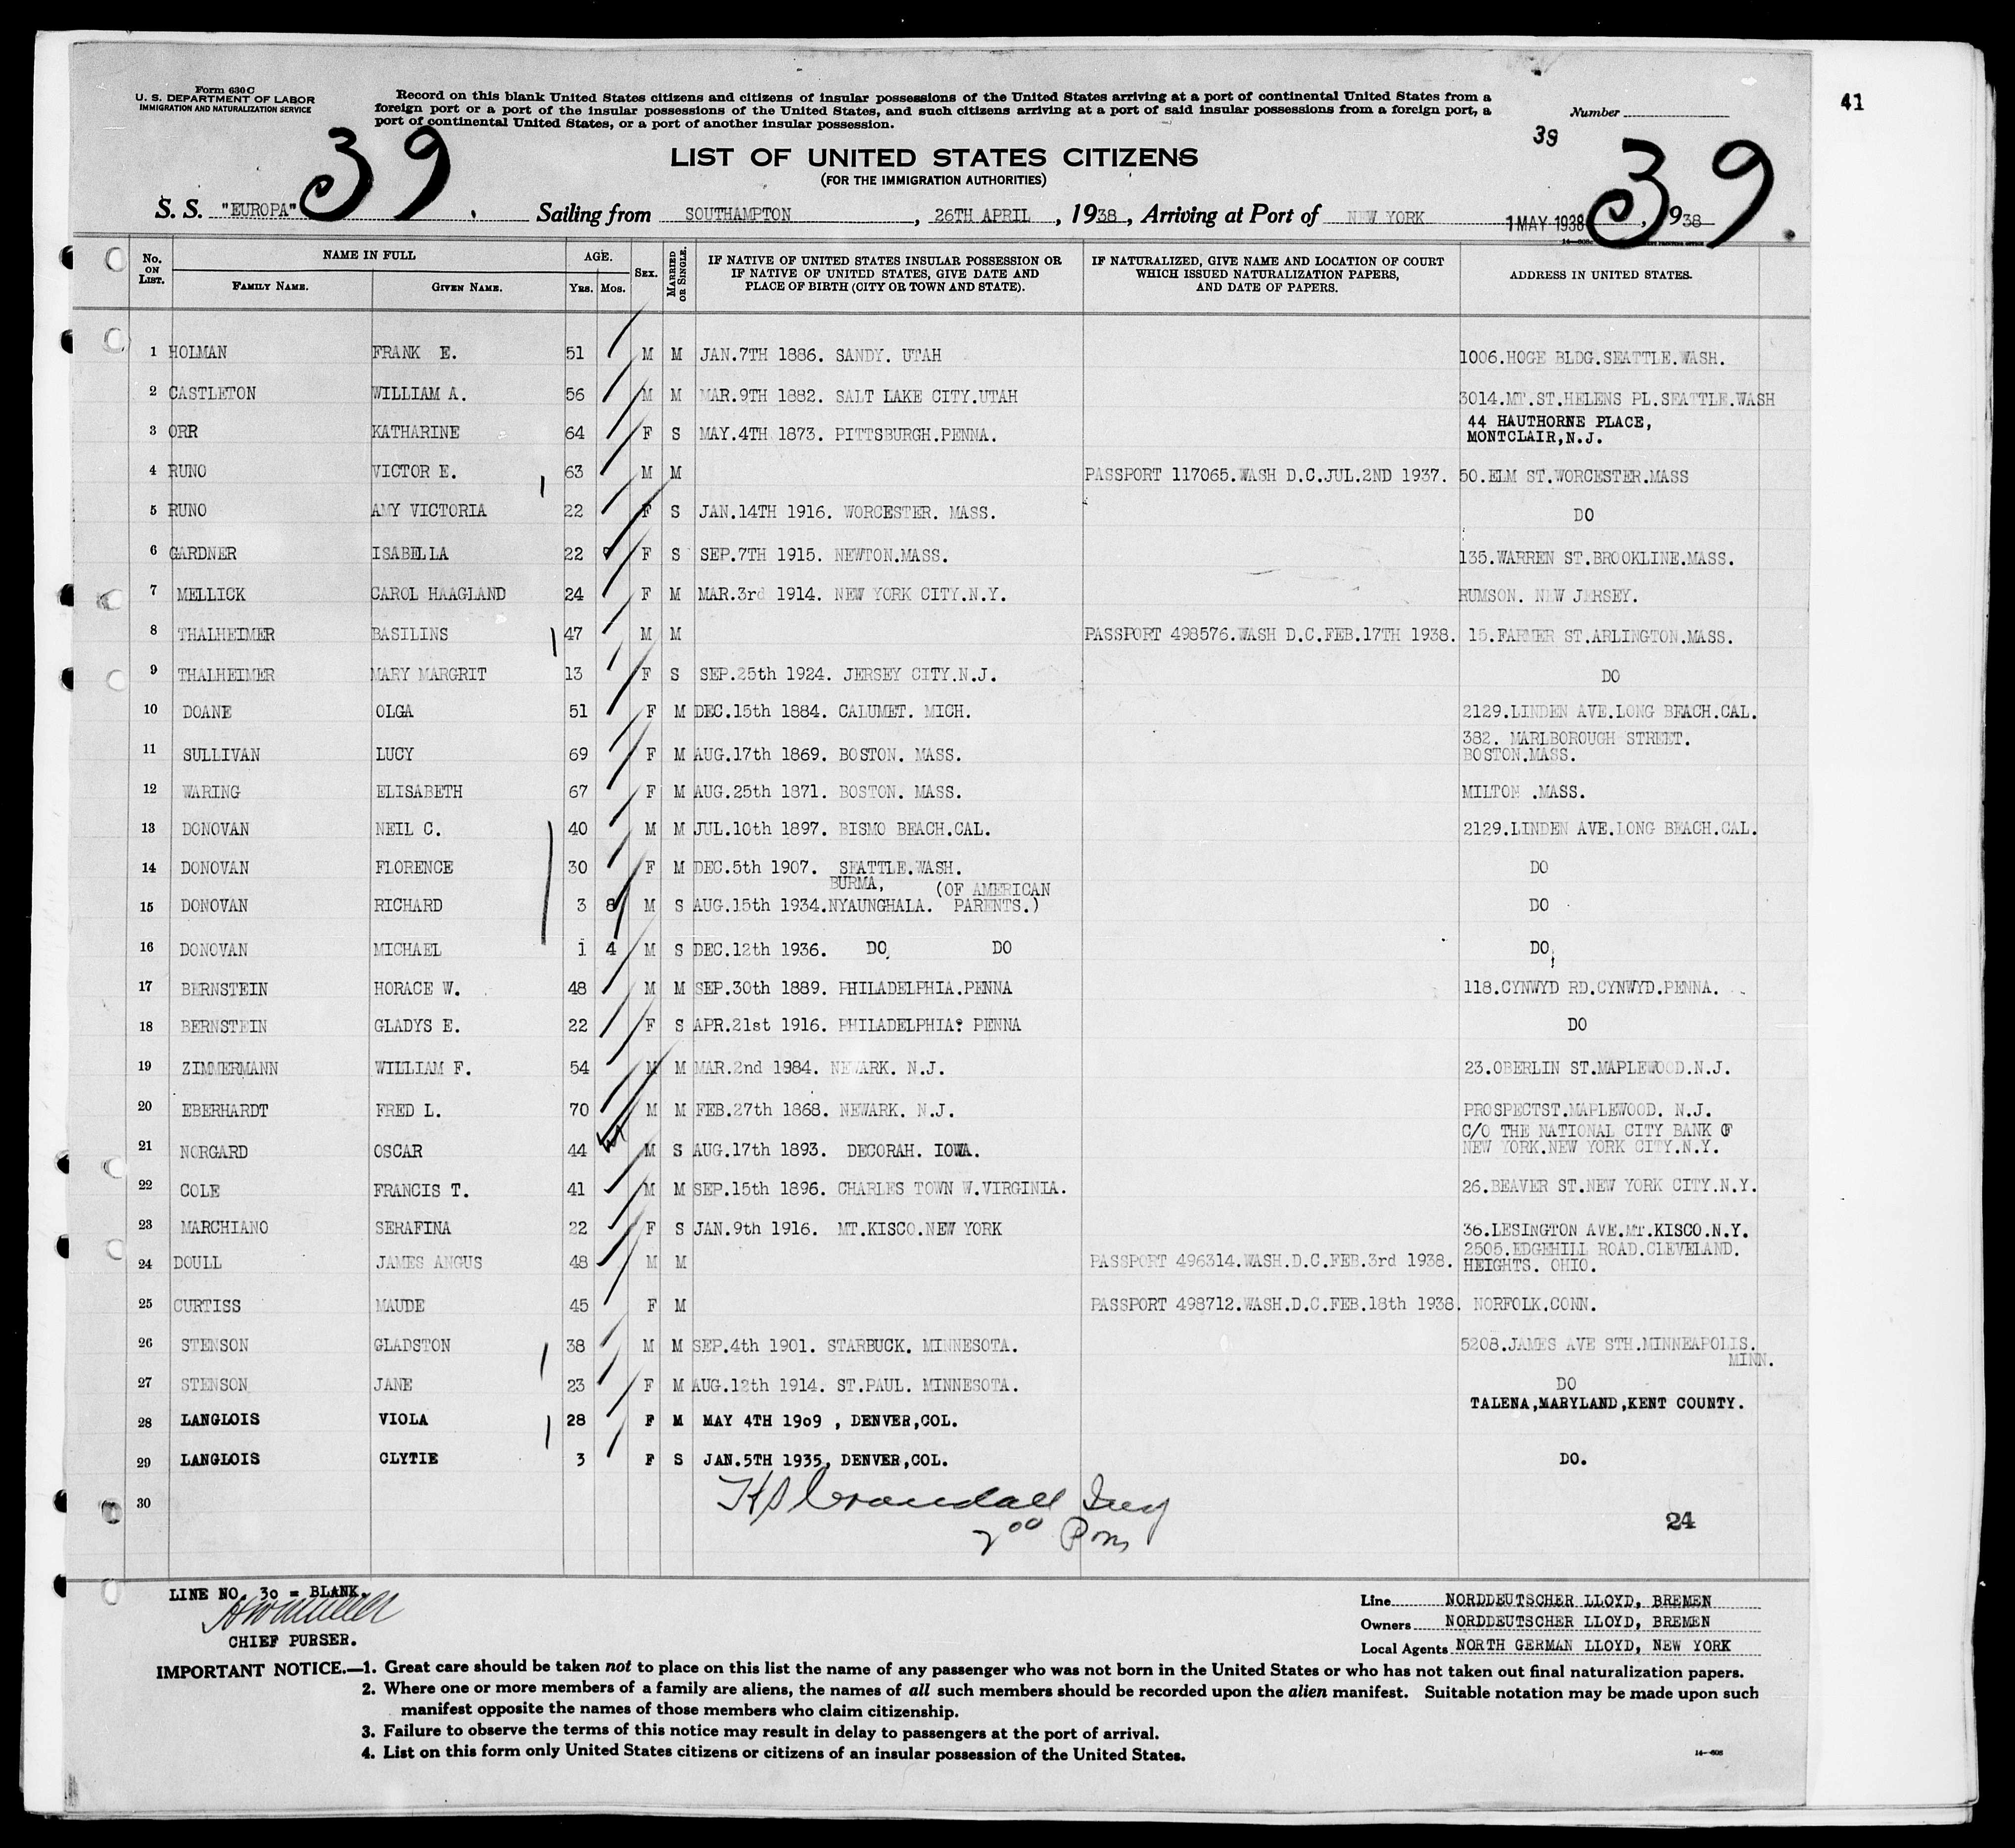 41
Form 630 C
U. S. DEPARTMENT OF LABOR
IMMIGRATION AND NATURALIZATION SERVICE
Record on this blank United States citizens and citizens of insular possessions of the United States arriving at a port of continental United States from a
foreign port or a port of the insular possessions of the United States, and such citizens arriving at a port of said insular possessions from a foreign port, a
port of continental United States, or a port of another insular possession.
Number
39
39 39
LIST OF UNITED STATES CITIZENS
(FOR THE IMMIGRATION AUTHORITIES)
S. S. "EUROPA" Sailing from SOUTHAMPTON, 26TH APRIL, 1938, Arriving at Port of NEW YORK 1 MAY 1938, 1938
No. ON LIST. NAME IN FULL FAMILY NAME. GIVEN NAME. AGE. YRS. MOS. SEX. MARRIED OR SINGLE. IF NATIVE OF UNITED STATES INSULAR POSSESSION OR IF NATIVE OF UNITED STATES, GIVE DATE AND PLACE OF BIRTH (CITY OR TOWN AND STATE). IF NATURALIZED, GIVE NAME AND LOCATION OF COURT WHICH ISSUED NATURALIZATION PAPERS, AND DATE OF PAPERS. ADDRESS IN UNITED STATES.
1 HOLMAN FRANK E. 51 M M JAN.7TH 1886. SANDY. UTAH 1006.HOGE BLDG.SEATTLE.WASH.
2 CASTLETON WILLIAM A. 56 M M MAR.9TH 1882. SALT LAKE CITY.UTAH 3014.MT.ST.HELENS PL.SEATTLE.WASH
3 ORR KATHARINE 64 F S MAY.4TH 1873. PITTSBURGH.PENNA. 44 HAUTHORNE PLACE, MONTCLAIR,N.J.
4 RUNO VICTOR E. 63 M M PASSPORT 117065.WASH D.C.JUL.2ND 1937. 50.ELM ST.WORCESTER.MASS
5 RUNO AMY VICTORIA 22 F S JAN.14TH 1916. WORCESTER. MASS. DO
6 GARDNER ISABELLA 22 F S SEP.7TH 1915. NEWTON.MASS. 135.WARREN ST.BROOKLINE.MASS.
7 MELLICK CAROL HAAGLAND 24 F M MAR.3rd 1914. NEW YORK CITY.N.Y. RUMSON. NEW JERSEY.
8 THALHEIMER BASILINS 47 M M PASSPORT 498576.WASH D.C.FEB.17TH 1938. 15.FARMER ST.ARLINGTON.MASS.
9 THALHEIMER MARY MARGRIT 13 F S SEP.25th 1924. JERSEY CITY.N.J. DO
10 DOANE OLGA 51 F M DEC.15th 1884. CALUMET. MICH. 2129.LINDEN AVE.LONG BEACH.CAL.
11 SULLIVAN LUCY 69 F M AUG.17th 1869. BOSTON. MASS. 382. MARLBOROUGH STREET. BOSTON.MASS.
12 WARING ELISABETH 67 F M AUG.25th 1871. BOSTON. MASS. MILTON .MASS.
13 DONOVAN NEIL C. 40 M M JUL.10th 1897. BISMO BEACH.CAL. 2129.LINDEN AVE.LONG BEACH.CAL.
14 DONOVAN FLORENCE 30 F M DEC.5th 1907. SEATTLE.WASH. DO
15 DONOVAN RICHARD 3 8 M S AUG.15th 1934. BURMA, NYAUNGHALA. (OF AMERICAN PARENTS.) DO
16 DONOVAN MICHAEL 1 4 M S DEC.12th 1936. DO DO DO
17 BERNSTEIN HORACE W. 48 M M SEP.30th 1889. PHILADELPHIA.PENNA 118.CYNWYD RD.CYNWYD.PENNA.
18 BERNSTEIN GLADYS E. 22 F S APR.21st 1916. PHILADELPHIA. PENNA DO
19 ZIMMERMANN WILLIAM F. 54 M M MAR.2nd 1984. NEWARK. N.J. 23.OBERLIN ST.MAPLEWOOD.N.J.
20 EBERHARDT FRED L. 70 M M FEB.27th 1868. NEWARK. N.J. PROSPECTST.MAPLEWOOD. N.J.
21 NORGARD OSCAR 44 M S AUG.17th 1893. DECORAH. IOWA. C/O THE NATIONAL CITY BANK OF NEW YORK.NEW YORK CITY.N.Y.
22 COLE FRANCIS T. 41 M M SEP.15th 1896. CHARLES TOWN W.VIRGINIA. 26.BEAVER ST.NEW YORK CITY.N.Y.
23 MARCHIANO SERAFINA 22 F S JAN.9th 1916. MT.KISCO.NEW YORK 36.LESINGTON AVE.MT.KISCO.N.Y.
24 DOULL JAMES ANGUS 48 M M PASSPORT 496314.WASH.D.C.FEB.3rd 1938. 2505.EDGEHILL ROAD.CLEVELAND. HEIGHTS. OHIO.
25 CURTISS MAUDE 45 F M PASSPORT 498712.WASH.D.C.FEB.18th 1938. NORFOLK.CONN.
26 STENSON GLADSTON 38 M M SEP.4th 1901. STARBUCK. MINNESOTA. 5208.JAMES AVE STH.MINNEAPOLIS. MINN.
27 STENSON JANE 23 F M AUG.12th 1914. ST.PAUL. MINNESOTA. DO
28 LANGLOIS VIOLA 28 F M MAY 4TH 1909 , DENVER,COL. TALENA,MARYLAND,KENT COUNTY.
29 LANGLOIS CLYTIE 3 F S JAN.5TH 1935, DENVER,COL. DO.
30
Crandall
2 00 Pm
24
LINE NO. 30 = BLANK.
CHIEF PURSER.
Line NORDDEUTSCHER LLOYD, BREMEN
Owners NORDDEUTSCHER LLOYD, BREMEN
Local Agents NORTH GERMAN LLOYD, NEW YORK
IMPORTANT NOTICE.—1. Great care should be taken not to place on this list the name of any passenger who was not born in the United States or who has not taken out final naturalization papers.
2. Where one or more members of a family are aliens, the names of all such members should be recorded upon the alien manifest. Suitable notation may be made upon such
manifest opposite the names of those members who claim citizenship.
3. Failure to observe the terms of this notice may result in delay to passengers at the port of arrival.
4. List on this form only United States citizens or citizens of an insular possession of the United States.